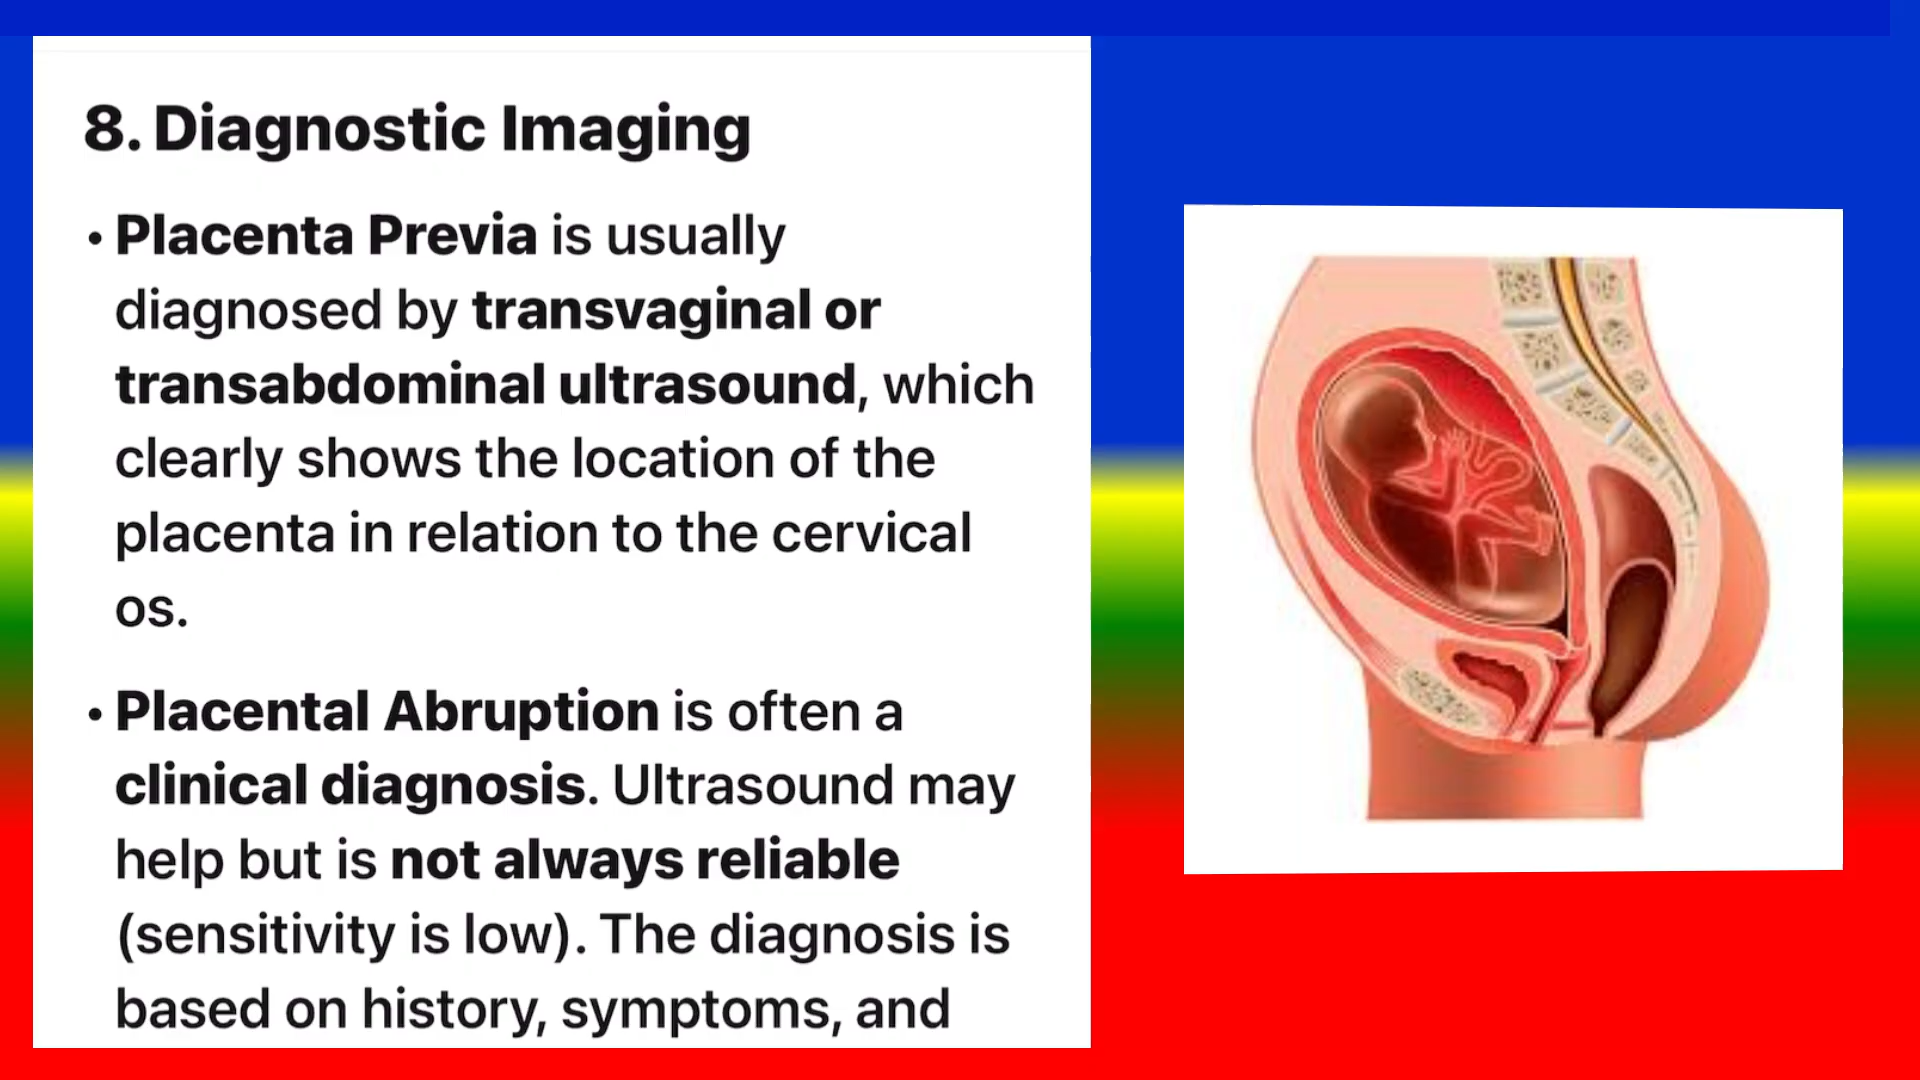 8. Diagnostic Imaging
• Placenta Previa is usually
diagnosed by transvaginal or
transabdominal ultrasound, which
clearly shows the location of the
placenta in relation to the cervical
os.
• Placental Abruption is often a
clinical diagnosis. Ultrasound may
help but is not always reliable
(sensitivity is low). The diagnosis is
based on history, symptoms, and